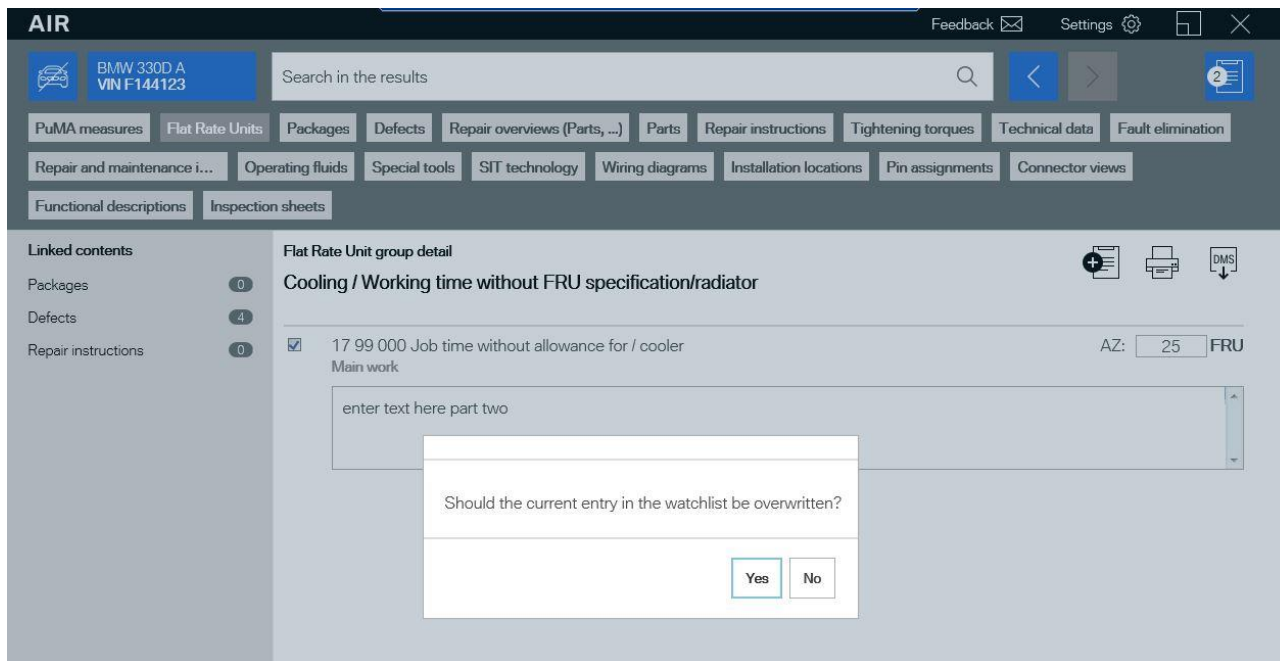 AIR
Feedback
Settings
BMW 330D A
VIN F144123
Search in the results
2
PuMA measures
Flat Rate Units
Packages
Defects
Repair overviews (Parts, ...)
Parts
Repair instructions
Tightening torques
Technical data
Fault elimination
Repair and maintenance i...
Operating fluids
Special tools
SIT technology
Wiring diagrams
Installation locations
Pin assignments
Connector views
Functional descriptions
Inspection sheets
Linked contents
Packages 0
Defects 4
Repair instructions 0
Flat Rate Unit group detail
Cooling / Working time without FRU specification/radiator
DMS
17 99 000 Job time without allowance for / cooler
Main work
AZ: 25 FRU
enter text here part two
Should the current entry in the watchlist be overwritten?
Yes
No